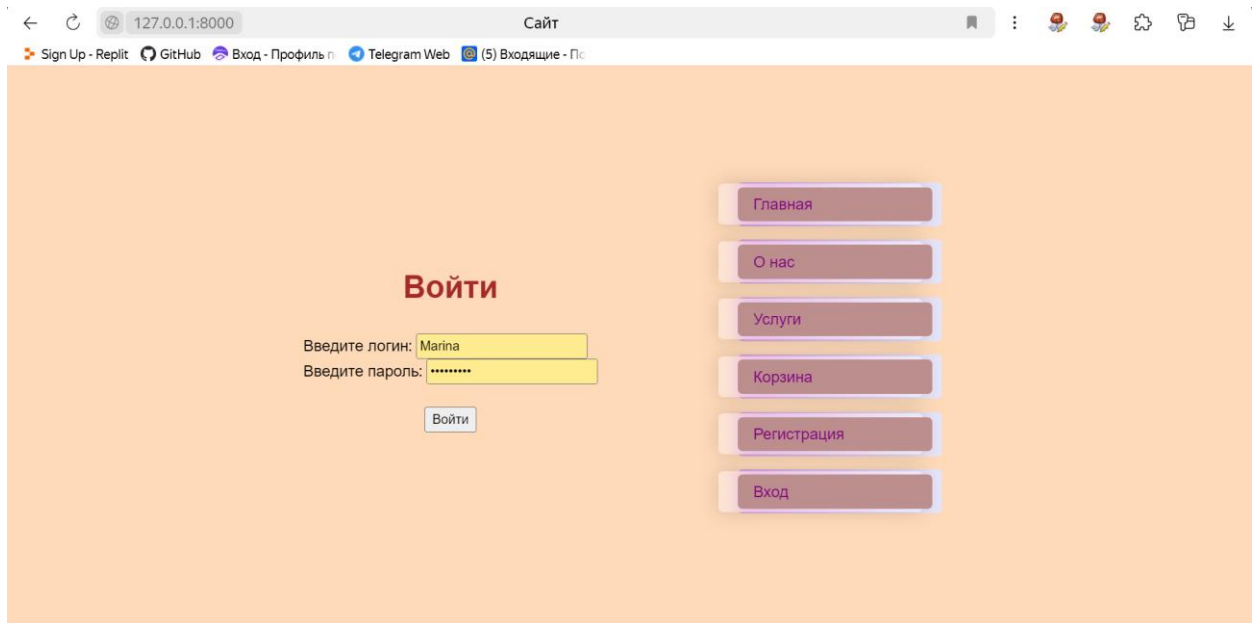 127.0.0.1:8000 Сайт
Sign Up - Replit GitHub Вход - Профиль п Telegram Web (5) Входящие - По
Войти
Введите логин: Marina
Введите пароль: •••••••••
Войти
Главная
О нас
Услуги
Корзина
Регистрация
Вход